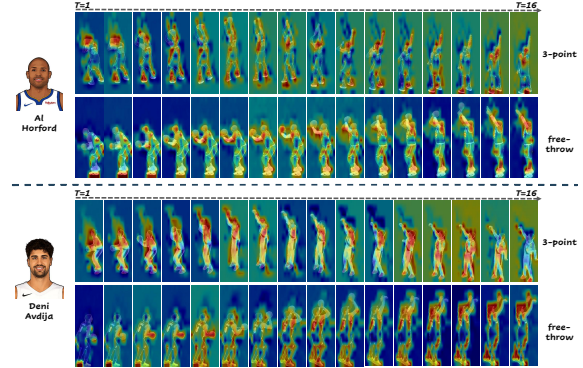 T=1
T=16
3-point
Al
Horford
free-
throw
T=1
T=16
3-point
Deni
Avdija
free-
throw